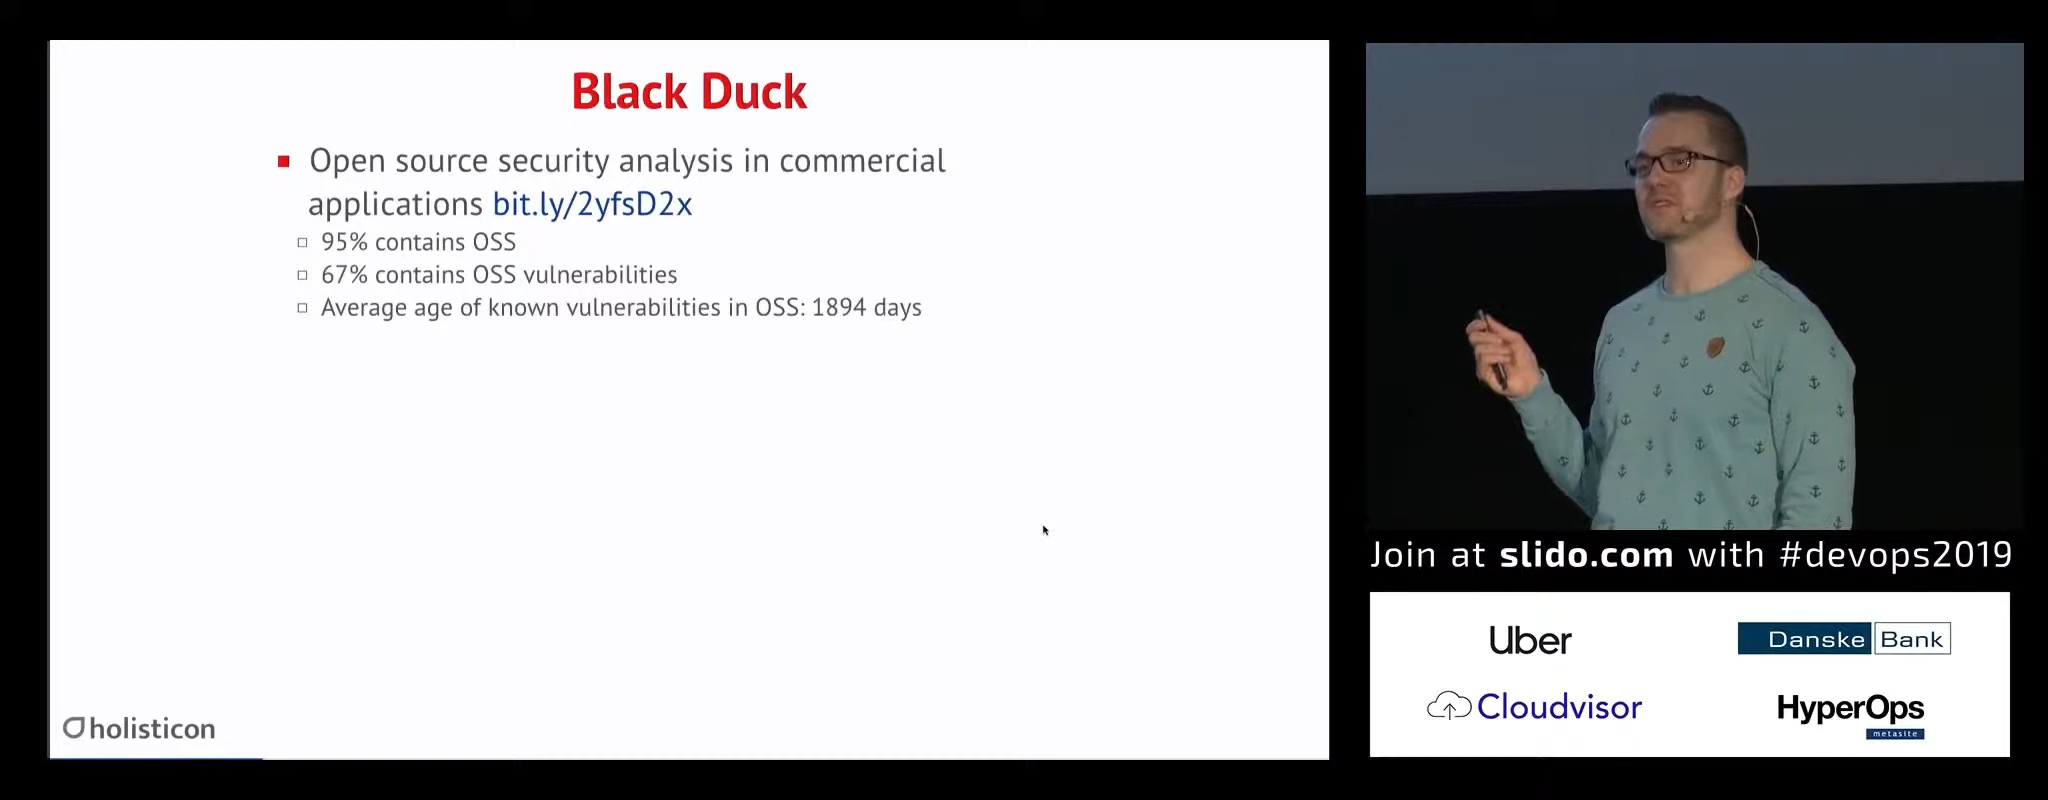 Black Duck
Open source security analysis in commercial
applications bit.ly/2yfsD2x
95% contains OSS
67% contains OSS vulnerabilities
Average age of known vulnerabilities in OSS: 1894 days
holisticon
Join at slido.com with #devops2019
Uber
Danske Bank
Cloudvisor
HyperOps
metasite